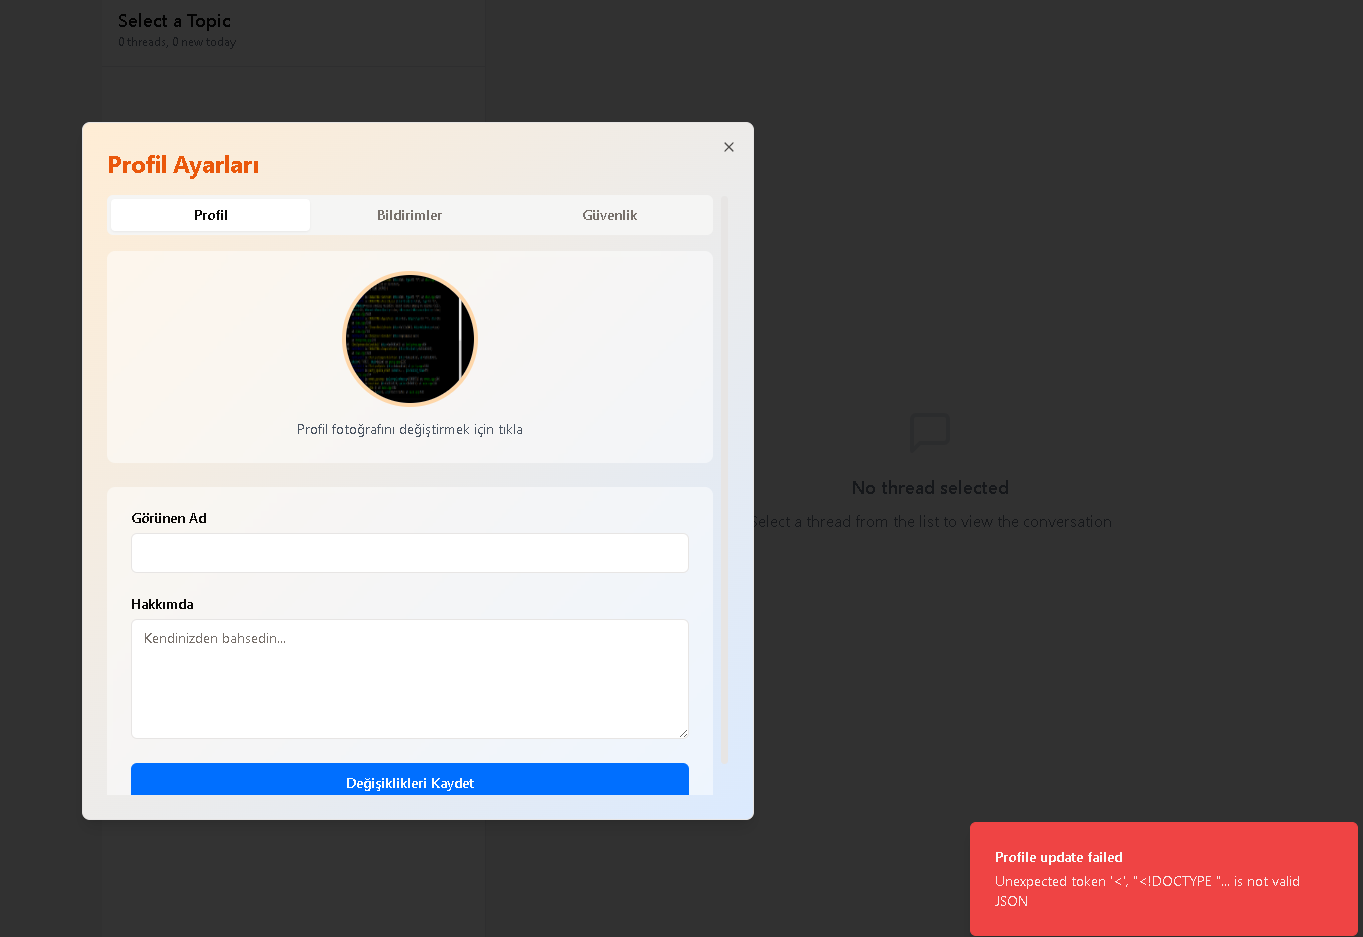 Select a Topic
0 threads, 0 new today
Profil Ayarları
Profil
Bildirimler
Güvenlik
Profil fotoğrafını değiştirmek için tıkla
Görünen Ad
Hakkımda
Kendinizden bahsedin...
Değişiklikleri Kaydet
No thread selected
Select a thread from the list to view the conversation
Profile update failed
Unexpected token '<', "<!DOCTYPE "... is not valid
JSON